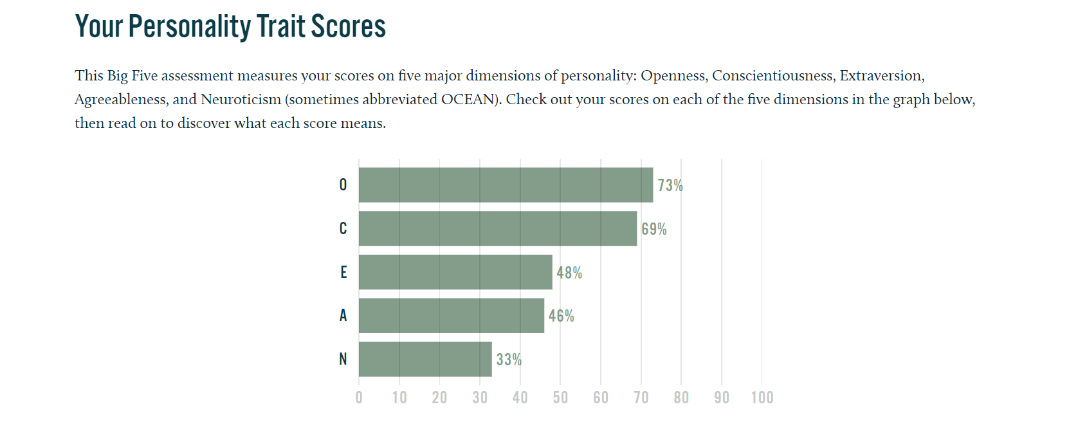 Your Personality Trait Scores
This Big Five assessment measures your scores on five major dimensions of personality: Openness, Conscientiousness, Extraversion,
Agreeableness, and Neuroticism (sometimes abbreviated OCEAN). Check out your scores on each of the five dimensions in the graph below,
then read on to discover what each score means.
O 73%
C 69%
E 48%
A 46%
N 33%
0 10 20 30 40 50 60 70 80 90 100